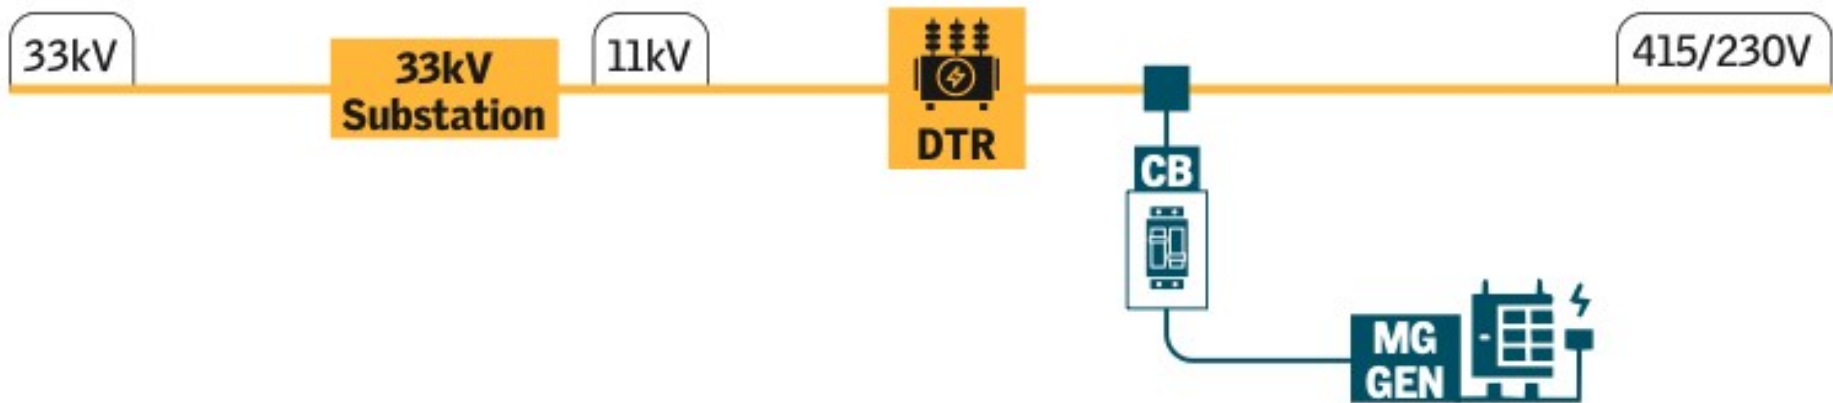 33kV
33kV
Substation
11kV
DTR
415/230V
CB
MG
GEN